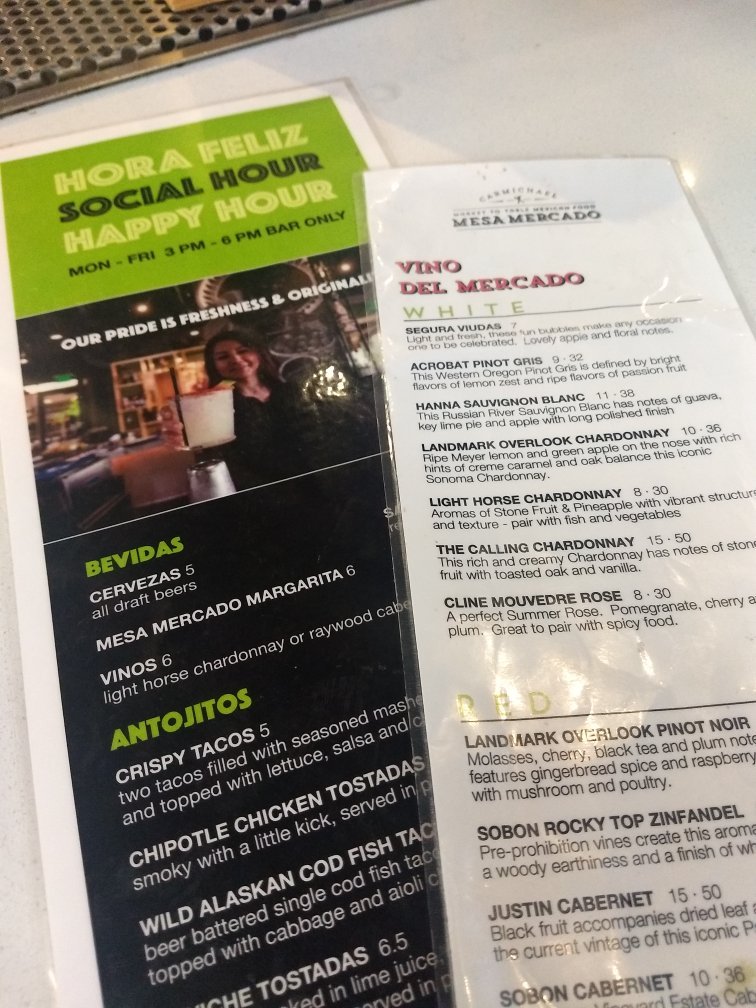 HORA FELIZ
SOCIAL HOUR
HAPPY HOUR
MON - FRI 3 PM - 6 PM BAR ONLY
OUR PRIDE IS FRESHNESS &
BEVIDAS
CERVEZAS 5
all draft beers
MESA MERCADO MARGARITA 6
VINOS 6
light horse chardonnay or raywood
ANTOJITOS
CRISPY TACOS 5
two tacos filled with seasoned
and topped with lettuce, salsa and
CHIPOTLE CHICKEN TOSTADAS
smoky with a little kick, served in
WILD ALASKAN COD FISH
beer battered single cod fish
topped with cabbage and aioli
TOSTADAS 6.5
in lime juice,
served in
CARMICHAEL
MARKET TO TABLE MEXICAN FOOD
MESA MERCADO
VINO
DEL MERCADO
WHITE
SEGURA VIUDAS 7
Light and fresh, these fun bubbles make any occasion
one to be celebrated. Lovely apple and floral notes.
ACROBAT PINOT GRIS 9 · 32
This Western Oregon Pinot Gris is defined by bright
flavors of lemon zest and ripe flavors of passion fruit
HANNA SAUVIGNON BLANC 11 · 38
This Russian River Sauvignon Blanc has notes of guava,
key lime pie and apple with long polished finish
LANDMARK OVERLOOK CHARDONNAY 10 · 36
Ripe Meyer lemon and green apple on the nose with rich
hints of creme caramel and oak balance this iconic
Sonoma Chardonnay.
LIGHT HORSE CHARDONNAY 8 · 30
Aromas of Stone Fruit & Pineapple with vibrant structure
and texture - pair with fish and vegetables
THE CALLING CHARDONNAY 15 · 50
This rich and creamy Chardonnay has notes of stone
fruit with toasted oak and vanilla.
CLINE MOUVEDRE ROSE 8 · 30
A perfect Summer Rose. Pomegranate, cherry
plum. Great to pair with spicy food.
RED
LANDMARK OVERLOOK PINOT NOIR
Molasses, cherry, black tea and plum
features gingerbread spice and raspberry
with mushroom and poultry.
SOBON ROCKY TOP ZINFANDEL
Pre-prohibition vines create this
a woody earthiness and a finish of
JUSTIN CABERNET 15 · 50
Black fruit accompanies dried leaf
the current vintage of this iconic
SOBON CABERNET 10 · 36
Estate